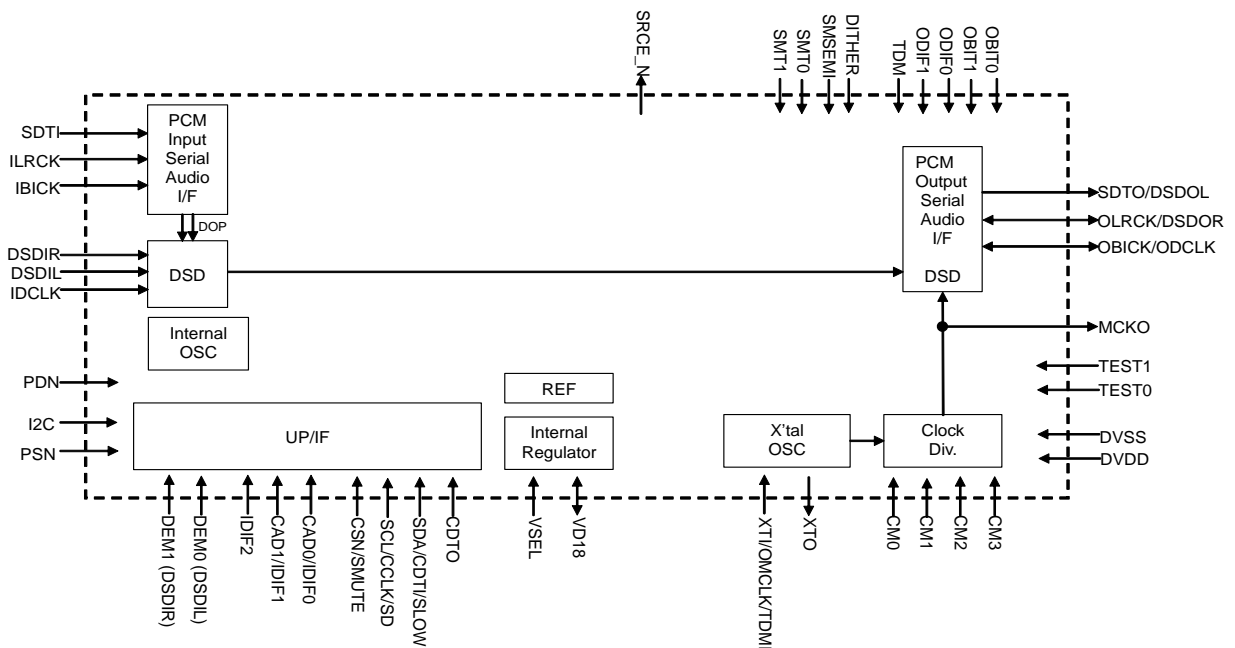 SRCE_N
SMT1
SMT0
SMSEMI
DITHER
TDM
ODIF1
ODIF0
OBIT1
OBIT0
SDTI
ILRCK
IBICK
PCM
Input
Serial
Audio
I/F
DOP
DSDIR
DSDIL
IDCLK
DSD
Internal
OSC
PCM
Output
Serial
Audio
I/F
DSD
SDTO/DSDOL
OLRCK/DSDOR
OBICK/ODCLK
MCKO
TEST1
TEST0
DVSS
DVDD
PDN
I2C
PSN
UP/IF
REF
Internal
Regulator
X'tal
OSC
Clock
Div.
DEM1 (DSDIR)
DEM0 (DSDIL)
IDIF2
CAD1/IDIF1
CAD0/IDIF0
CSN/SMUTE
SCL/CCLK/SD
SDA/CDTI/SLOW
CDTO
VSEL
VD18
XTI/OMCLK/TDMI
XTO
CM0
CM1
CM2
CM3